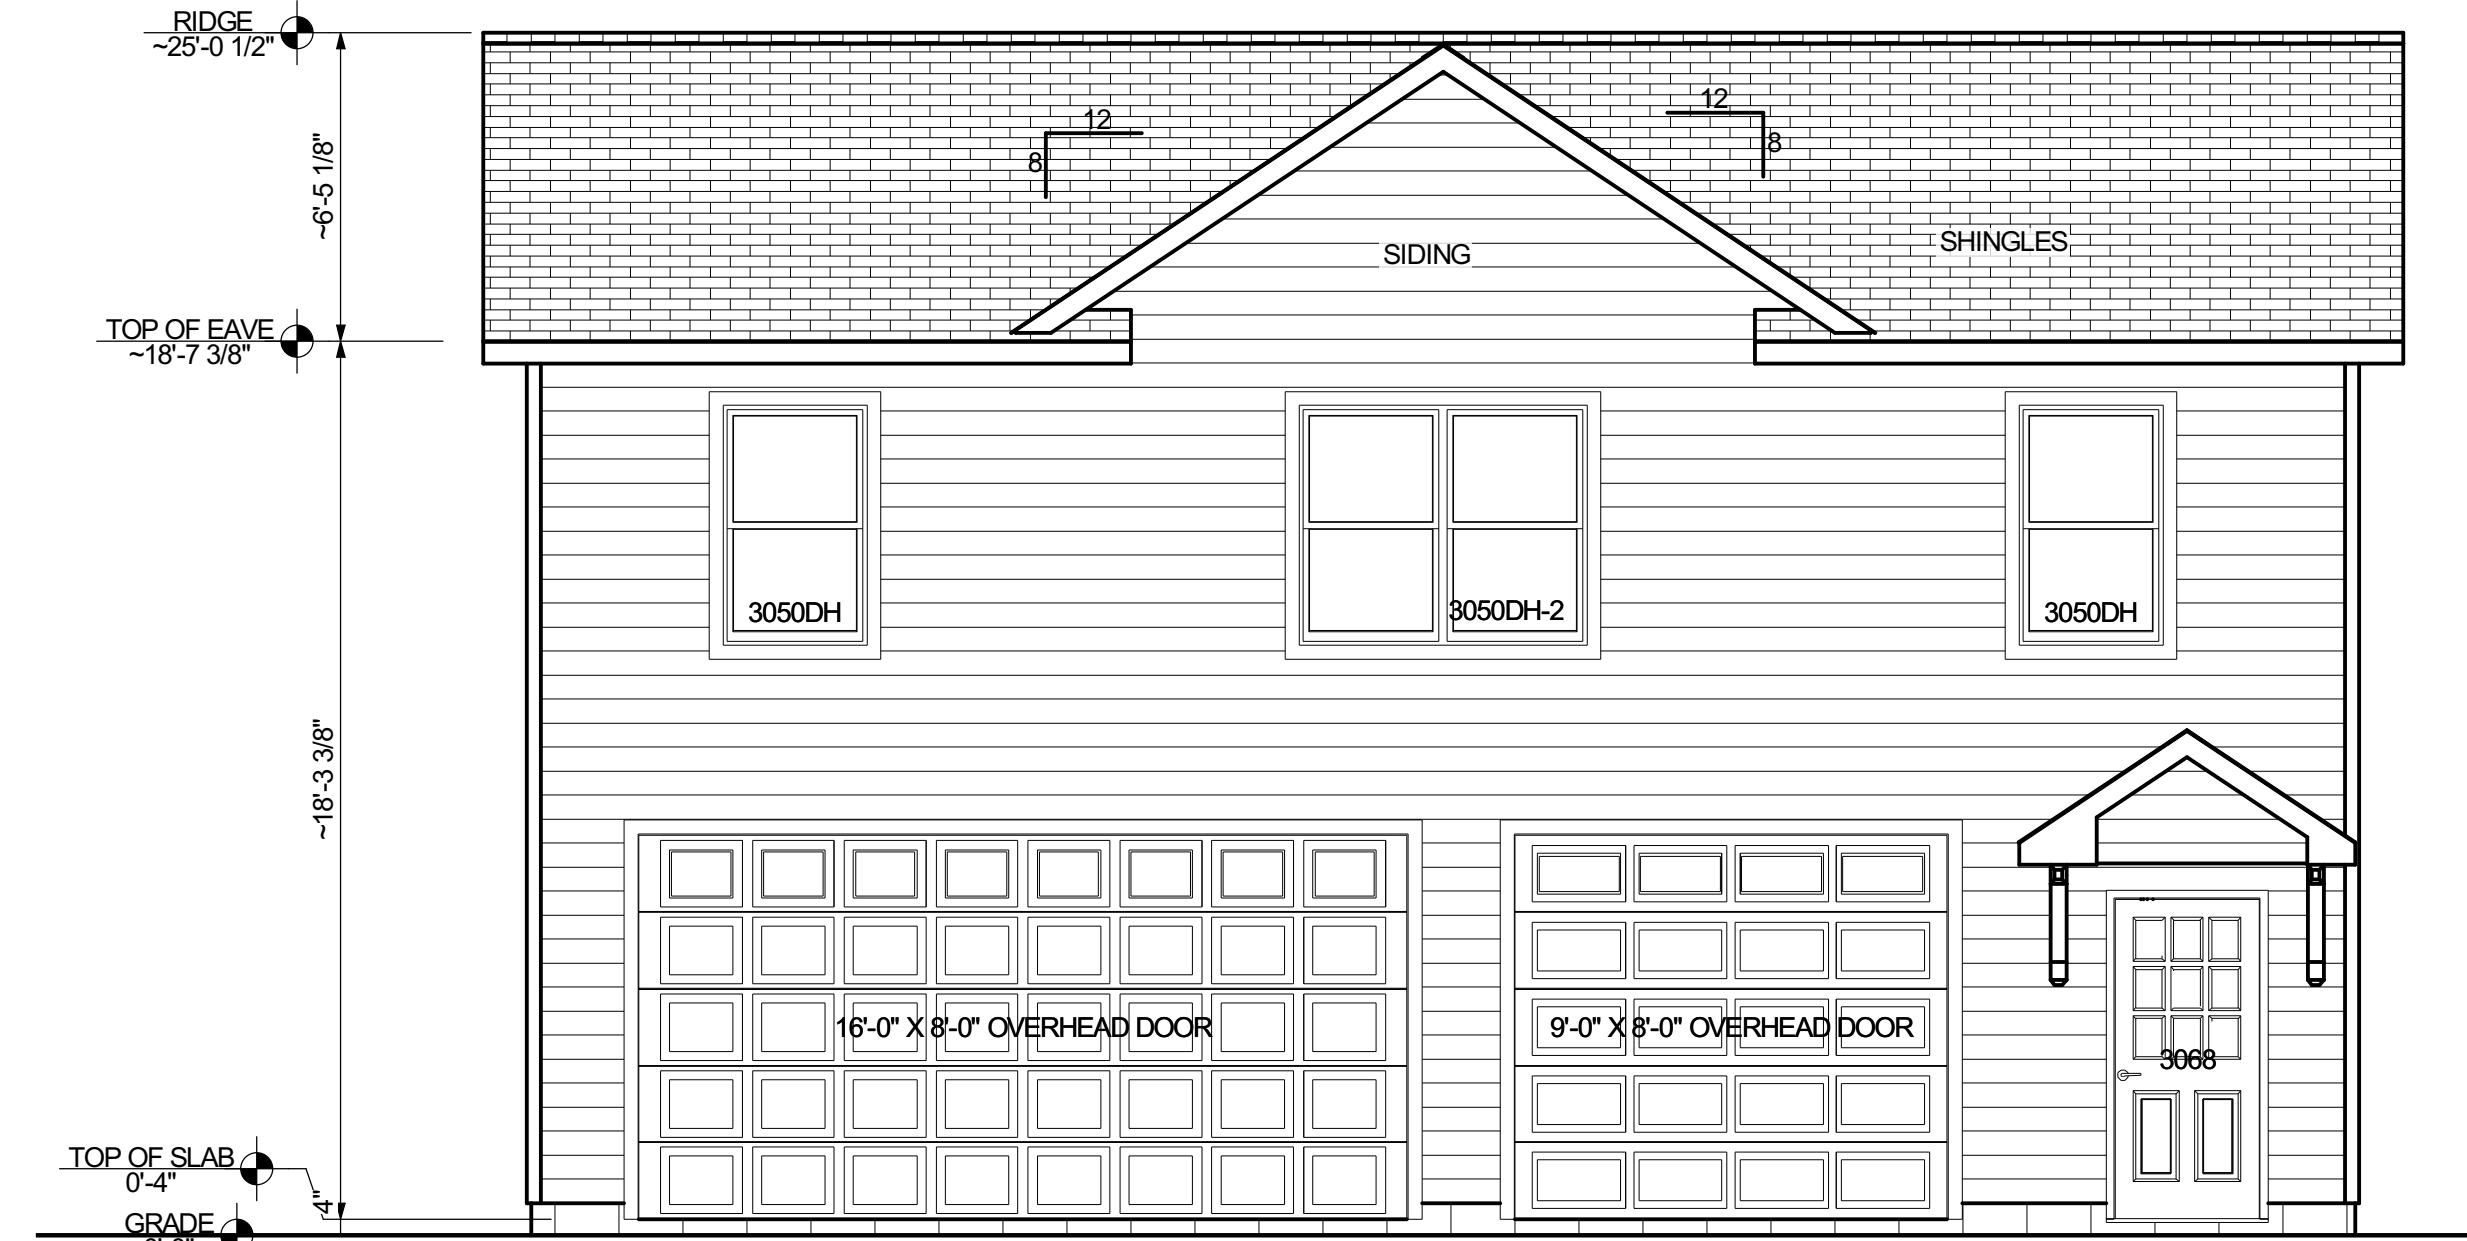 RIDGE
~25'-0 1/2"
12
8
12
8
~6'-5 1/8"
SIDING
SHINGLES
TOP OF EAVE
~18'-7 3/8"
3050DH
3050DH-2
3050DH
~18'-3 3/8"
16'-0" X 8'-0" OVERHEAD DOOR
9'-0" X 8'-0" OVERHEAD DOOR
3068
TOP OF SLAB
0'-4"
4"
GRADE